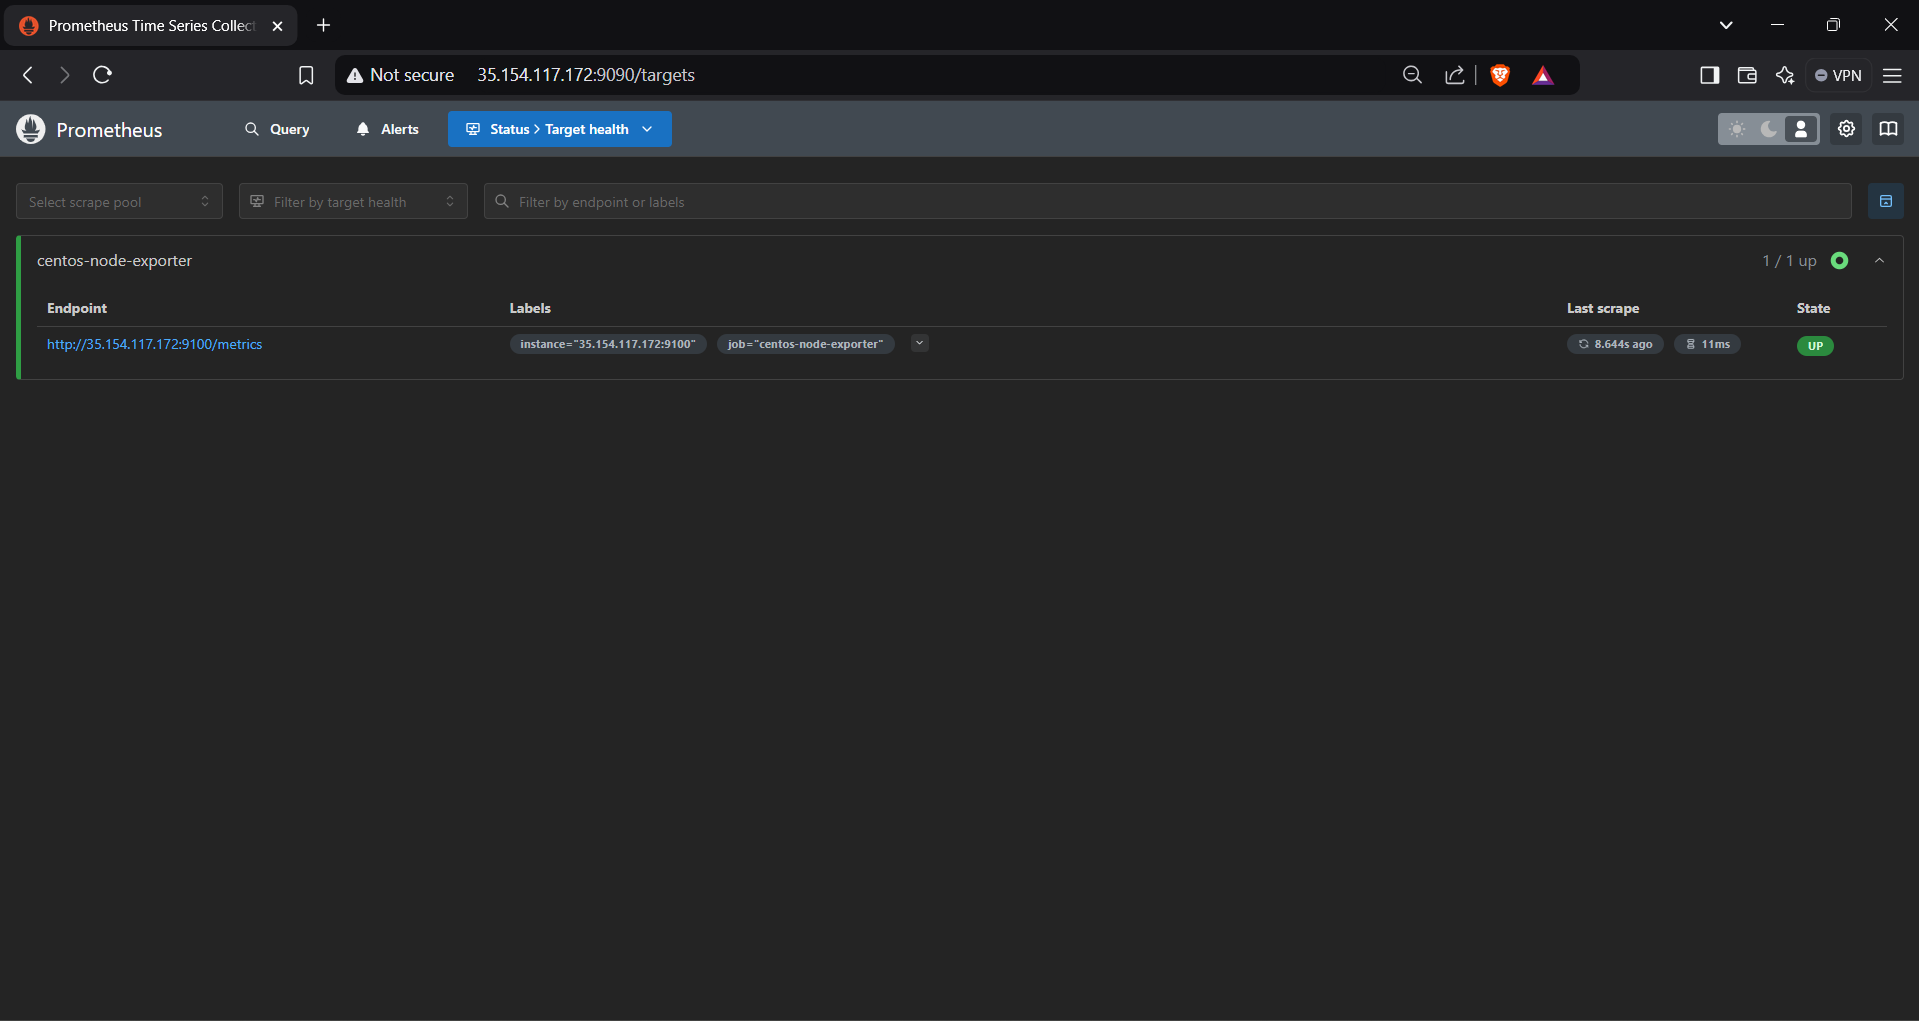 Prometheus Time Series Collect
Not secure 35.154.117.172:9090/targets
VPN
Prometheus
Query
Alerts
Status > Target health
Select scrape pool
Filter by target health
Filter by endpoint or labels
centos-node-exporter
1 / 1 up
Endpoint Labels Last scrape State
http://35.154.117.172:9100/metrics instance="35.154.117.172:9100" job="centos-node-exporter" 8.644s ago 11ms UP